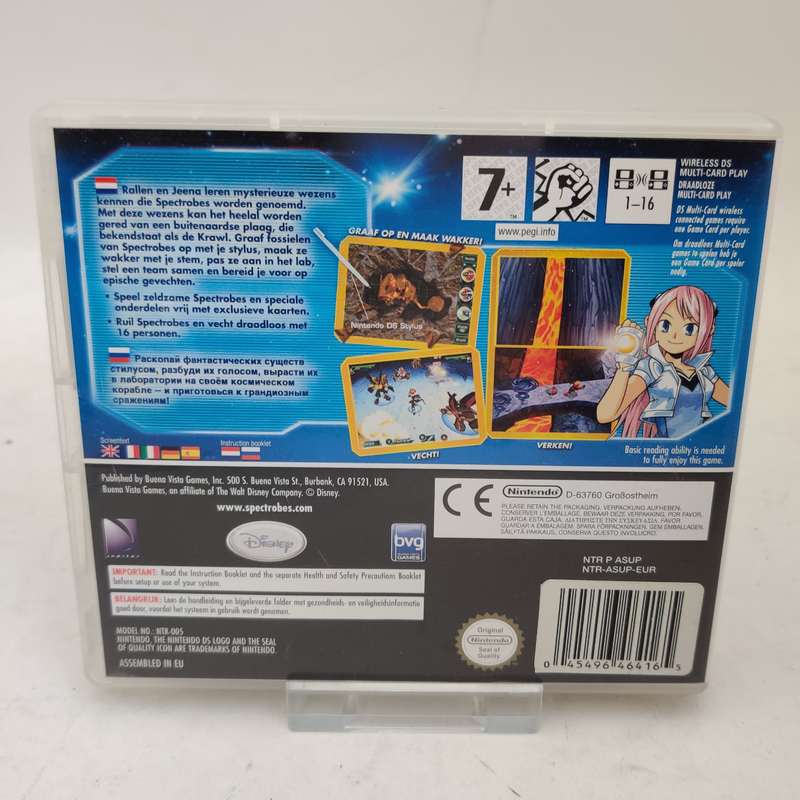 Rallen en Jeena leren mysterieuze wezens
kennen die Spectrobes worden genoemd.
Met deze wezens kan het heelal worden
gered van een buitenaardse plaag, die
bekendstaat als de Krawl. Graaf fossielen
van Spectrobes op met je stylus, maak ze
wakker met je stem, pas ze aan in het lab,
stel een team samen en bereid je voor op
epische gevechten.
• Speel zeldzame Spectrobes en speciale
onderdelen vrij met exclusieve kaarten.
• Ruil Spectrobes en vecht draadloos met
16 personen.
Раскопай фантастических существ
стилусом, разбуди их голосом, вырасти их
в лаборатории на своём космическом
корабле – и приготовься к грандиозным
сражениям!
Screentext
Instruction booklet
GRAAF OP EN MAAK WAKKER!
Nintendo DS Stylus
VECHT!
VERKEN!
7+
™
www.pegi.info
1–16
WIRELESS DS
MULTI-CARD PLAY
DRAADLOZE
MULTI-CARD PLAY
DS Multi-Card wireless
connected games require
one Game Card per player.
Om draadloos Multi-Card
games te spelen heb je
een Game Card per speler
nodig.
Basic reading ability is needed
to fully enjoy this game.
Published by Buena Vista Games, Inc. 500 S. Buena Vista St., Burbank, CA 91521, USA.
Buena Vista Games, an affiliate of The Walt Disney Company. © Disney.
www.spectrobes.com
jupiter
Disney
bvg
BUENA VISTA
GAMES
IMPORTANT: Read the Instruction Booklet and the separate Health and Safety Precautions Booklet
before setup or use of your system.
BELANGRIJK: Lees de handleiding en bijgeleverde folder met gezondheids- en veiligheidsinformatie
goed door, voordat het systeem in gebruik wordt genomen.
MODEL NO.: NTR-005
NINTENDO, THE NINTENDO DS LOGO AND THE SEAL
OF QUALITY ICON ARE TRADEMARKS OF NINTENDO.
ASSEMBLED IN EU
CE
Nintendo D-63760 Großostheim
PLEASE RETAIN THE PACKAGING. VERPACKUNG AUFHEBEN.
CONSERVER L'EMBALLAGE. BEWAAR DEZE VERPAKKING. POR FAVOR,
GUARDA ESTA CAJA. ΔΙΑΤΗΡΗΣΤΕ ΤΗΝ ΣΥΣΚΕΥΑΣΙΑ. FAVOR
GUARDAR A EMBALAGEM. SPARA FÖRPACKNINGEN. GEM EMBALLAGEN.
SÄILYTÄ PAKKAUS. CONSERVA QUESTO INVOLUCRO.
NTR P ASUP
NTR-ASUP-EUR
Original
Nintendo
Seal of
Quality
0 45496 46416 5